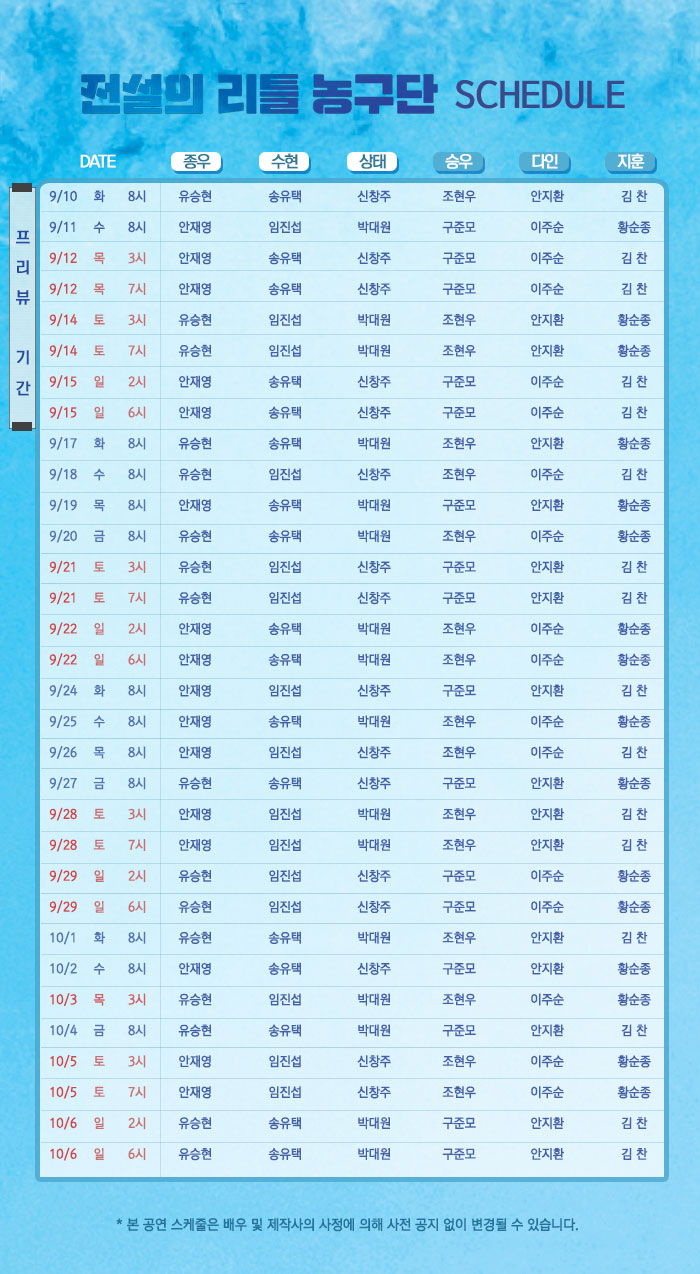 전설의 리틀 농구단 SCHEDULE
DATE 종우 수현 상태 승우 다인 지훈
프리뷰 기간
9/10 화 8시 유승현 송유택 신창주 조현우 안지환 김 찬
9/11 수 8시 안재영 임진섭 박대원 구준모 이주순 황순종
9/12 목 3시 안재영 송유택 신창주 구준모 이주순 김 찬
9/12 목 7시 안재영 송유택 신창주 구준모 이주순 김 찬
9/14 토 3시 유승현 임진섭 박대원 조현우 안지환 황순종
9/14 토 7시 유승현 임진섭 박대원 조현우 안지환 황순종
9/15 일 2시 안재영 송유택 신창주 구준모 이주순 김 찬
9/15 일 6시 안재영 송유택 신창주 구준모 이주순 김 찬
9/17 화 8시 유승현 송유택 박대원 조현우 안지환 황순종
9/18 수 8시 유승현 임진섭 신창주 조현우 이주순 김 찬
9/19 목 8시 안재영 송유택 박대원 구준모 안지환 황순종
9/20 금 8시 안재영 송유택 박대원 조현우 이주순 황순종
9/21 토 3시 유승현 임진섭 신창주 구준모 안지환 김 찬
9/21 토 7시 유승현 임진섭 신창주 구준모 안지환 김 찬
9/22 일 2시 안재영 송유택 박대원 조현우 이주순 황순종
9/22 일 6시 안재영 송유택 박대원 조현우 이주순 황순종
9/24 화 8시 안재영 임진섭 신창주 구준모 안지환 김 찬
9/25 수 8시 안재영 송유택 박대원 조현우 이주순 황순종
9/26 목 8시 안재영 임진섭 신창주 조현우 이주순 김 찬
9/27 금 8시 유승현 송유택 신창주 구준모 안지환 황순종
9/28 토 3시 안재영 임진섭 박대원 조현우 안지환 김 찬
9/28 토 7시 안재영 임진섭 박대원 조현우 안지환 김 찬
9/29 일 2시 유승현 임진섭 신창주 구준모 이주순 황순종
9/29 일 6시 유승현 임진섭 신창주 구준모 이주순 황순종
10/1 화 8시 유승현 송유택 박대원 조현우 안지환 김 찬
10/2 수 8시 안재영 송유택 신창주 구준모 안지환 황순종
10/3 목 3시 유승현 임진섭 박대원 조현우 이주순 황순종
10/4 금 8시 유승현 송유택 박대원 구준모 안지환 김 찬
10/5 토 3시 안재영 임진섭 신창주 조현우 이주순 황순종
10/5 토 7시 안재영 임진섭 신창주 조현우 이주순 황순종
10/6 일 2시 유승현 송유택 박대원 구준모 안지환 김 찬
10/6 일 6시 유승현 송유택 박대원 구준모 안지환 김 찬
* 본 공연 스케줄은 배우 및 제작사의 사정에 의해 사전 공지 없이 변경될 수 있습니다.